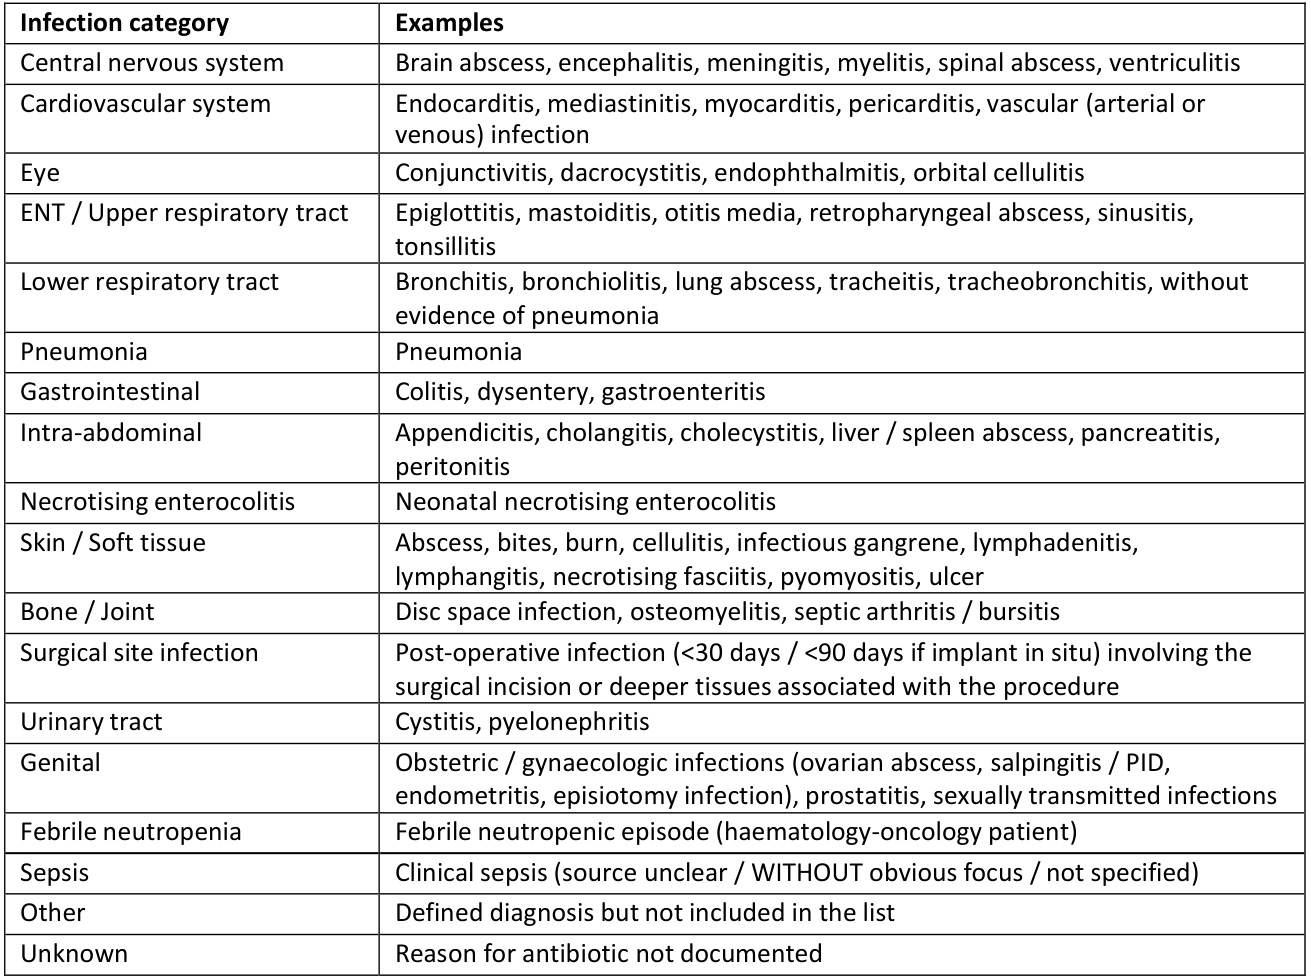 Infection category Examples
Central nervous system Brain abscess, encephalitis, meningitis, myelitis, spinal abscess, ventriculitis
Cardiovascular system Endocarditis, mediastinitis, myocarditis, pericarditis, vascular (arterial or
venous) infection
Eye Conjunctivitis, dacrocystitis, endophthalmitis, orbital cellulitis
ENT / Upper respiratory tract Epiglottitis, mastoiditis, otitis media, retropharyngeal abscess, sinusitis,
tonsillitis
Lower respiratory tract Bronchitis, bronchiolitis, lung abscess, tracheitis, tracheobronchitis, without
evidence of pneumonia
Pneumonia Pneumonia
Gastrointestinal Colitis, dysentery, gastroenteritis
Intra-abdominal Appendicitis, cholangitis, cholecystitis, liver / spleen abscess, pancreatitis,
peritonitis
Necrotising enterocolitis Neonatal necrotising enterocolitis
Skin / Soft tissue Abscess, bites, burn, cellulitis, infectious gangrene, lymphadenitis,
lymphangitis, necrotising fasciitis, pyomyositis, ulcer
Bone / Joint Disc space infection, osteomyelitis, septic arthritis / bursitis
Surgical site infection Post-operative infection (<30 days / <90 days if implant in situ) involving the
surgical incision or deeper tissues associated with the procedure
Urinary tract Cystitis, pyelonephritis
Genital Obstetric / gynaecologic infections (ovarian abscess, salpingitis / PID,
endometritis, episiotomy infection), prostatitis, sexually transmitted infections
Febrile neutropenia Febrile neutropenic episode (haematology-oncology patient)
Sepsis Clinical sepsis (source unclear / WITHOUT obvious focus / not specified)
Other Defined diagnosis but not included in the list
Unknown Reason for antibiotic not documented